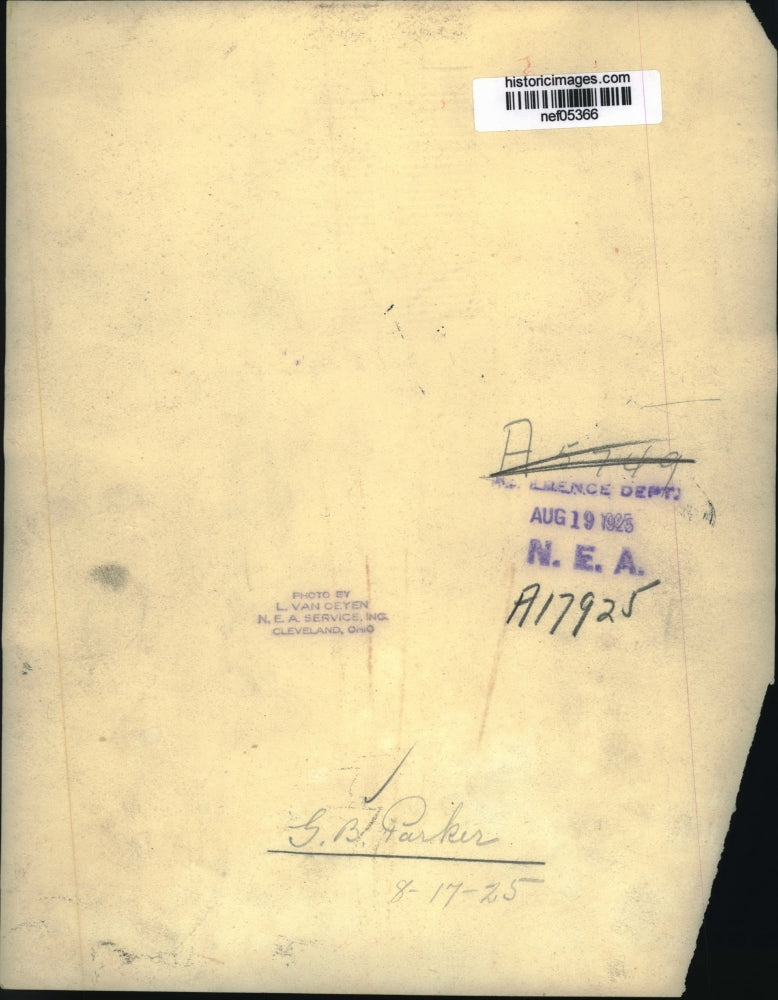 historicimages.com
nef05366
A 5749
DEPT.
AUG 19 1925
N. E. A.
A17925
PHOTO BY
L. VAN OEYEN
N. E. A. SERVICE, INC.
CLEVELAND, OHIO
G. B. Parker
8-17-25